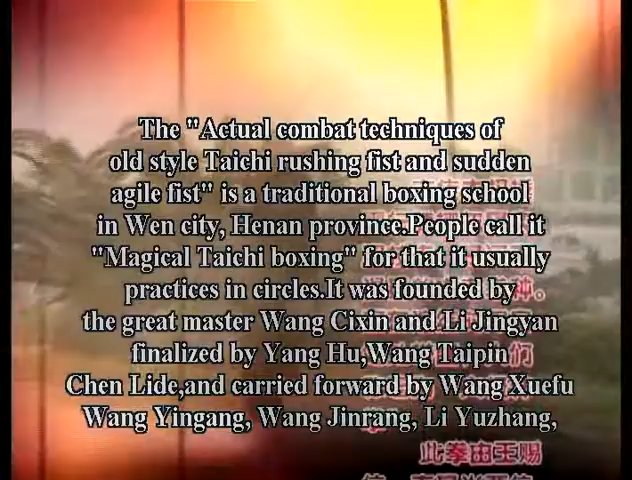 The "Actual combat techniques of
old style Taichi rushing fist and sudden
agile fist" is a traditional boxing school
in Wen city, Henan province.People call it
"Magical Taichi boxing" for that it usually
practices in circles.It was founded by
the great master Wang Cixin and Li Jingyan
finalized by Yang Hu,Wang Taipin
Chen Lide,and carried forward by Wang Xuefu
Wang Yingang, Wang Jinrang, Li Yuzhang,
此拳由王赐